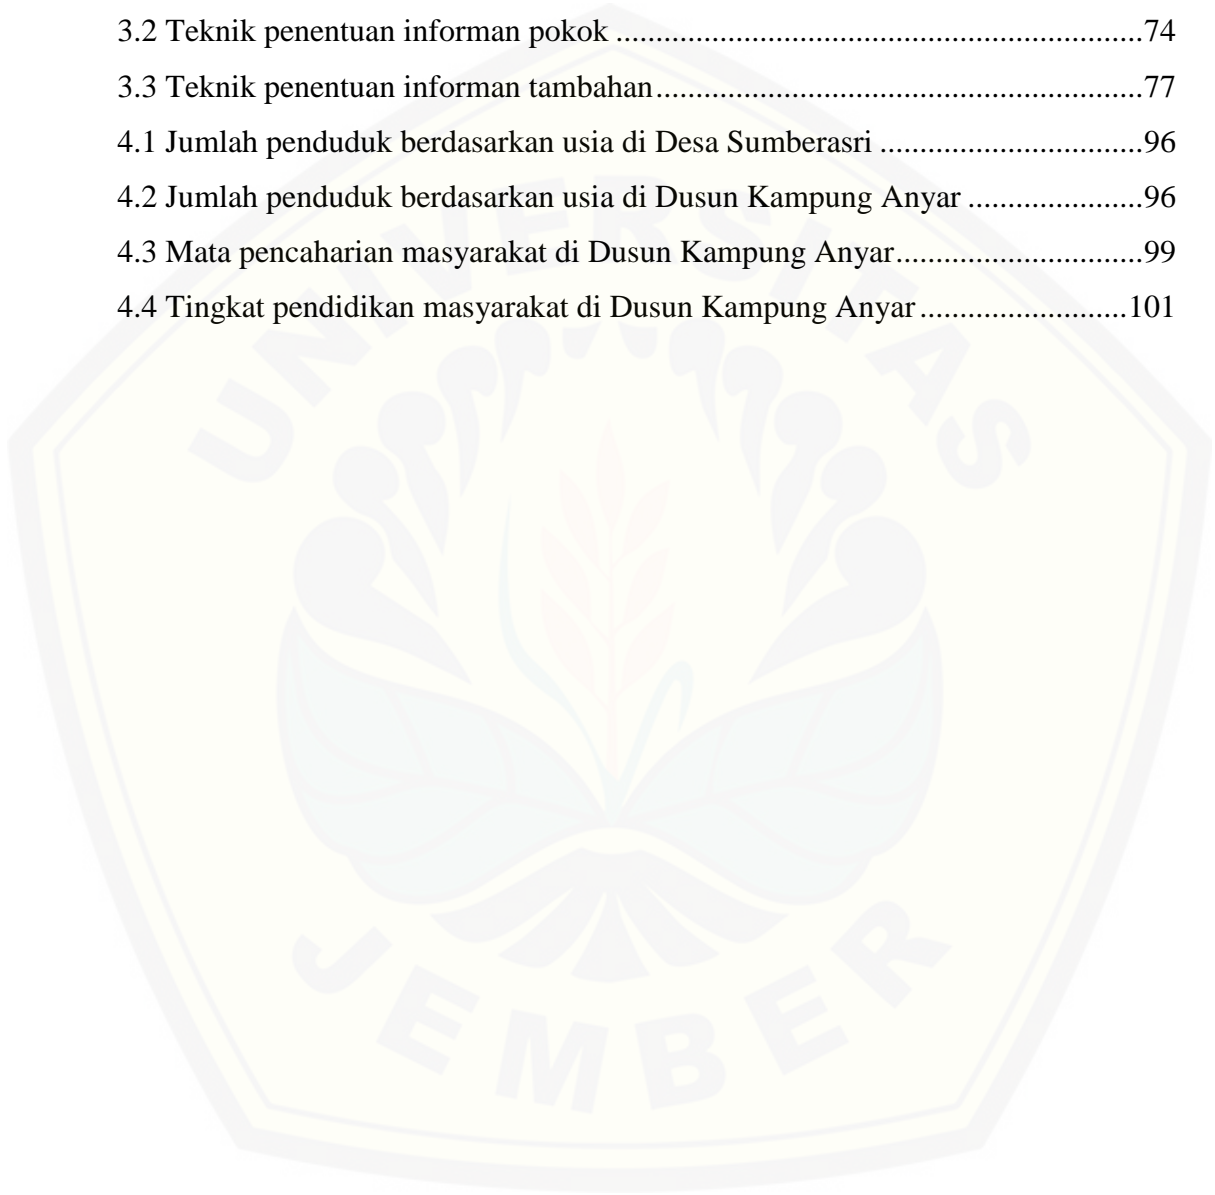 3.2 Teknik penentuan informan pokok ..................................................................74
3.3 Teknik penentuan informan tambahan.............................................................77
4.1 Jumlah penduduk berdasarkan usia di Desa Sumberasri .................................96
4.2 Jumlah penduduk berdasarkan usia di Dusun Kampung Anyar ......................96
4.3 Mata pencaharian masyarakat di Dusun Kampung Anyar...............................99
4.4 Tingkat pendidikan masyarakat di Dusun Kampung Anyar ..........................101
UNIVERSITAS
JEMBER